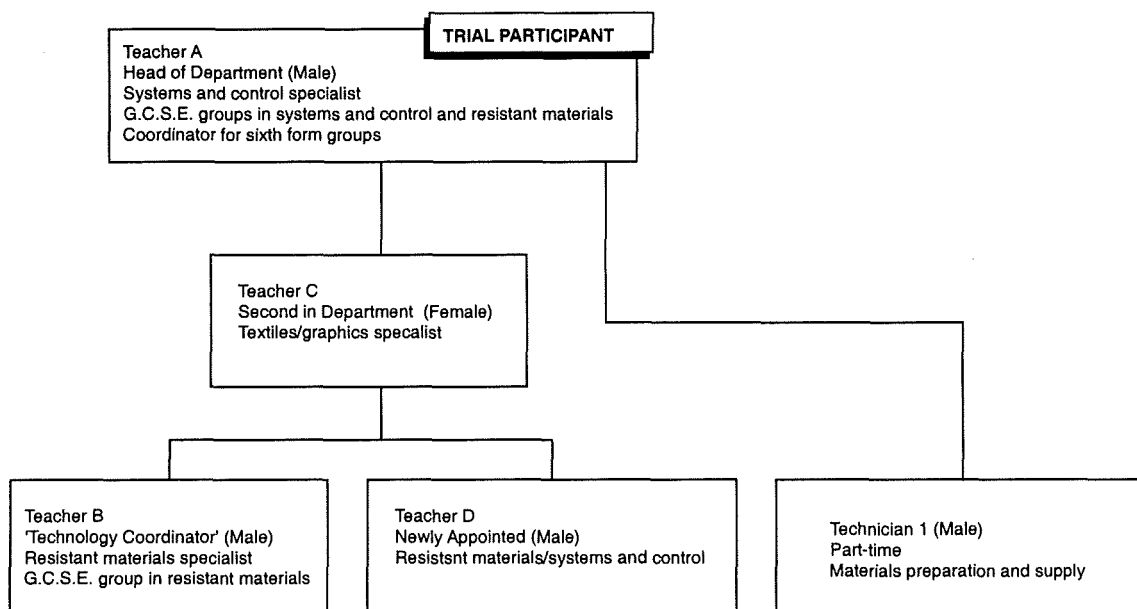 TRIAL PARTICIPANT
Teacher A
Head of Department (Male)
Systems and control specialist
G.C.S.E. groups in systems and control and resistant materials
Coordinator for sixth form groups
Teacher C
Second in Department (Female)
Textiles/graphics specalist
Teacher B
'Technology Coordinator' (Male)
Resistant materials specialist
G.C.S.E. group in resistant materials
Teacher D
Newly Appointed (Male)
Resistsnt materials/systems and control
Technician 1 (Male)
Part-time
Materials preparation and supply